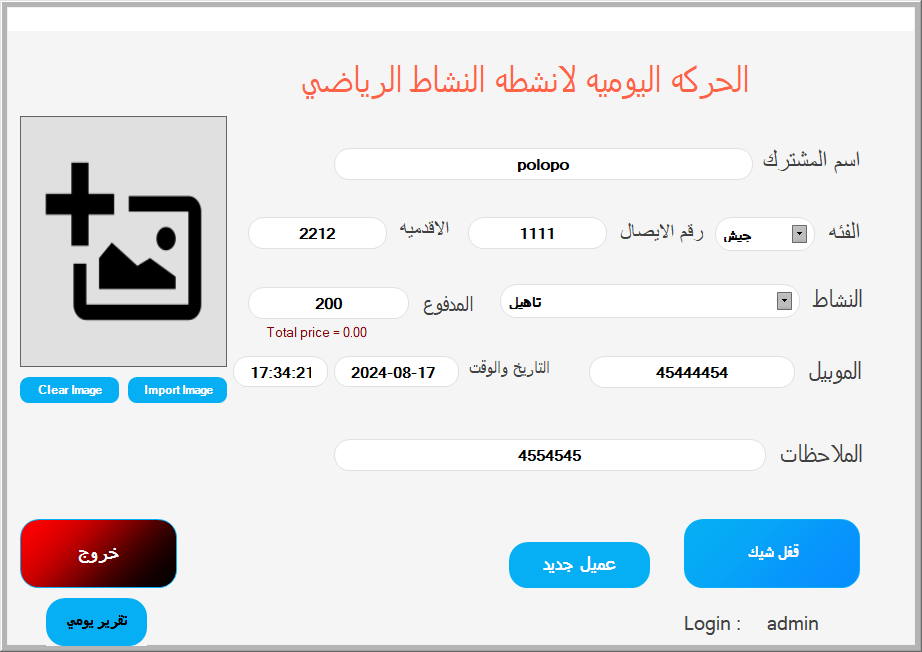 الحركه اليوميه لانشطه النشاط الرياضي
اسم المشترك polopo
الفئه جيش رقم الايصال 1111 الاقدميه 2212
النشاط تاهيل المدفوع 200
Total price = 0.00
الموبيل 45444454 التاريخ والوقت 2024-08-17 17:34:21
Clear Image Import Image
الملاحظات 4554545
قفل شيك عميل جديد خروج
تقرير يومي
Login : admin